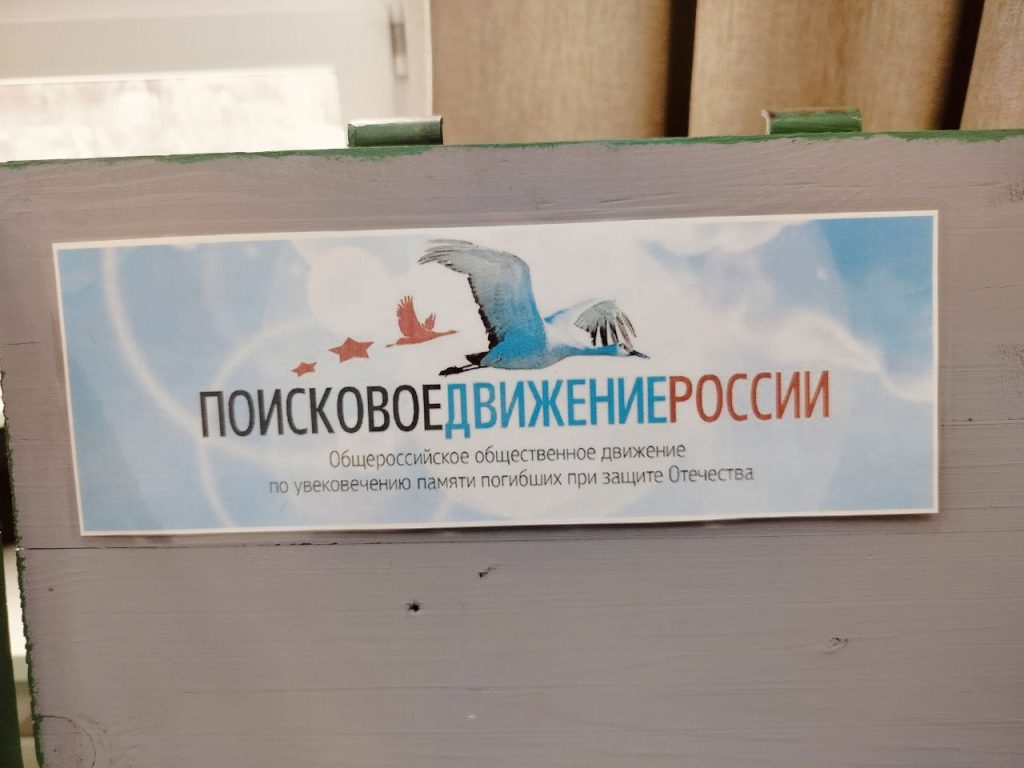 ПОИСКОВОЕДВИЖЕНИЕРОССИИ
Общероссийское общественное движение
по увековечению памяти погибших при защите Отечества